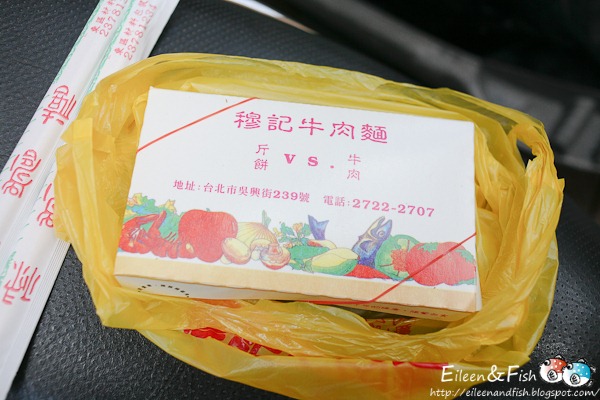 穆記牛肉麵
斤餅 vs. 牛肉
地址:台北市吳興街239號 電話:2722-2707
23781234
Eileen&Fish
http://eileenandfish.blogspot.com/